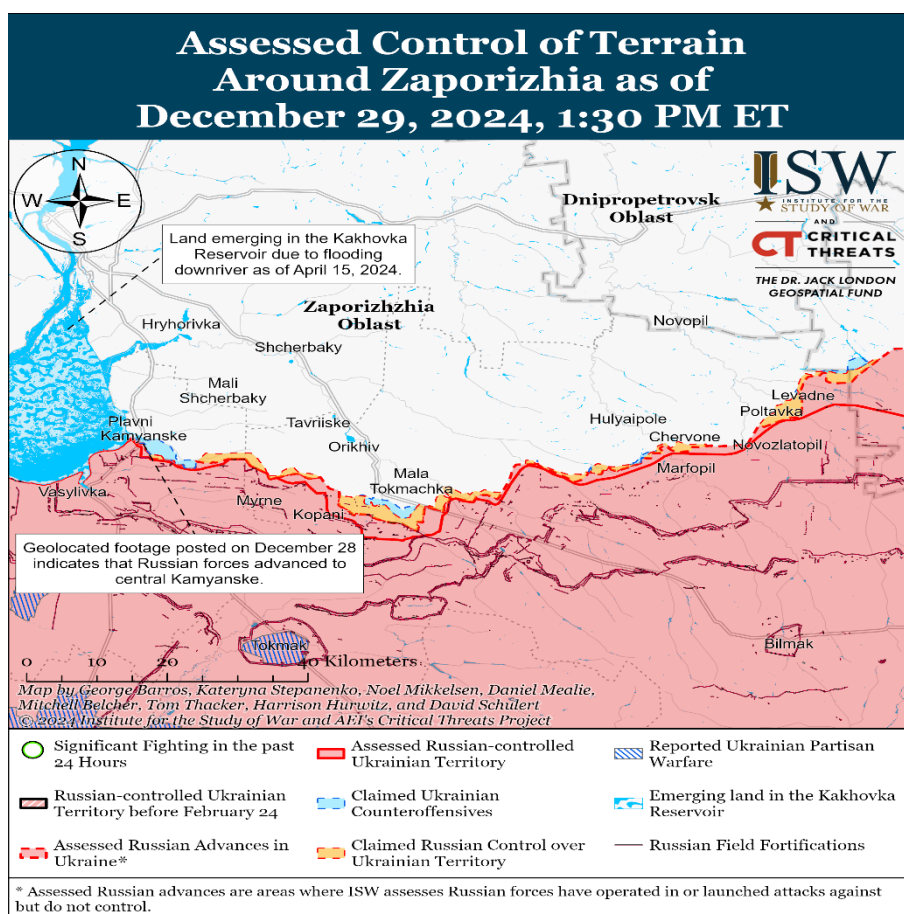 Assessed Control of Terrain
Around Zaporizhia as of
December 29, 2024, 1:30 PM ET
N
W
E
S
ISW
INSTITUTE FOR THE
STUDY OF WAR
AND
CT CRITICAL
THREATS
THE DR. JACK LONDON
GEOSPATIAL FUND
Dnipropetrovsk
Oblast
Land emerging in the Kakhovka
Reservoir due to flooding
downriver as of April 15, 2024.
Zaporizhzhia
Oblast
Hryhorivka
Novopil
Shcherbaky
Mali
Shcherbaky
Levadne
Plavni
Tavriiske
Hulyaipole
Poltavka
Kamyanske
Orikhiv
Chervone
Novozlatopil
Mala
Tokmachka
Marfopil
Vasylivka
Myrne
Kopani
Geolocated footage posted on December 28
indicates that Russian forces advanced to
central Kamyanske.
Tokmak
Bilmak
0 10 20 40 Kilometers
Map by George Barros, Kateryna Stepanenko, Noel Mikkelsen, Daniel Mealie,
Mitchell Belcher, Tom Thacker, Harrison Hurwitz, and David Schulert
© 2024 Institute for the Study of War and AEI's Critical Threats Project
Significant Fighting in the past
24 Hours
Assessed Russian-controlled
Ukrainian Territory
Reported Ukrainian Partisan
Warfare
Russian-controlled Ukrainian
Territory before February 24
Claimed Ukrainian
Counteroffensives
Emerging land in the Kakhovka
Reservoir
Assessed Russian Advances in
Ukraine*
Claimed Russian Control over
Ukrainian Territory
Russian Field Fortifications
* Assessed Russian advances are areas where ISW assesses Russian forces have operated in or launched attacks against
but do not control.